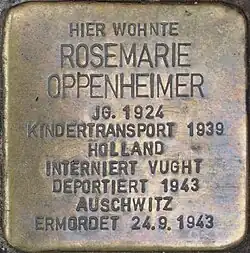 HIER WOHNTE
ROSEMARIE
OPPENHEIMER
JG. 1924
KINDERTRANSPORT 1939
HOLLAND
INTERNIERT VUGHT
DEPORTIERT 1943
AUSCHWITZ
ERMORDET 24.9.1943